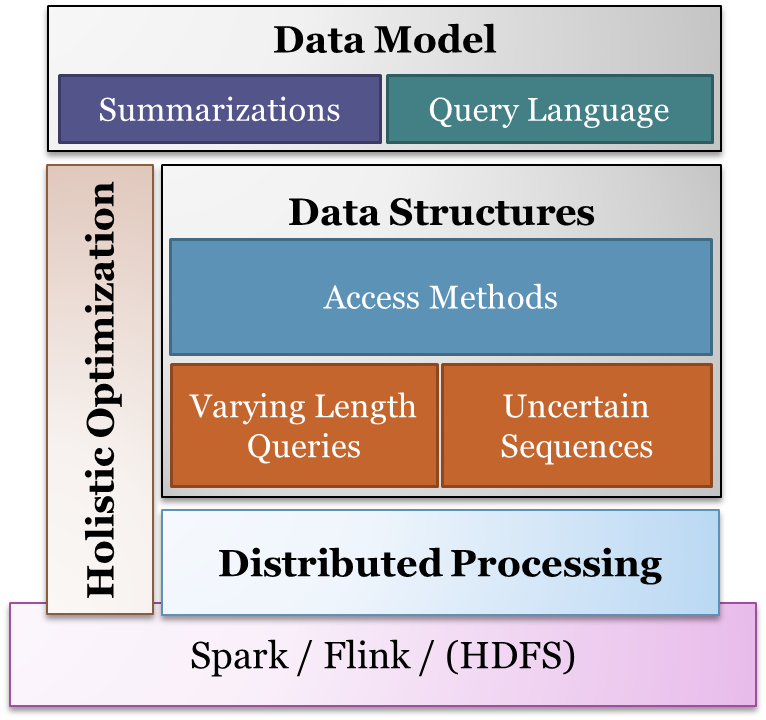 Data Model
Summarizations
Query Language
Holistic Optimization
Data Structures
Access Methods
Varying Length
Queries
Uncertain
Sequences
Distributed Processing
Spark / Flink / (HDFS)